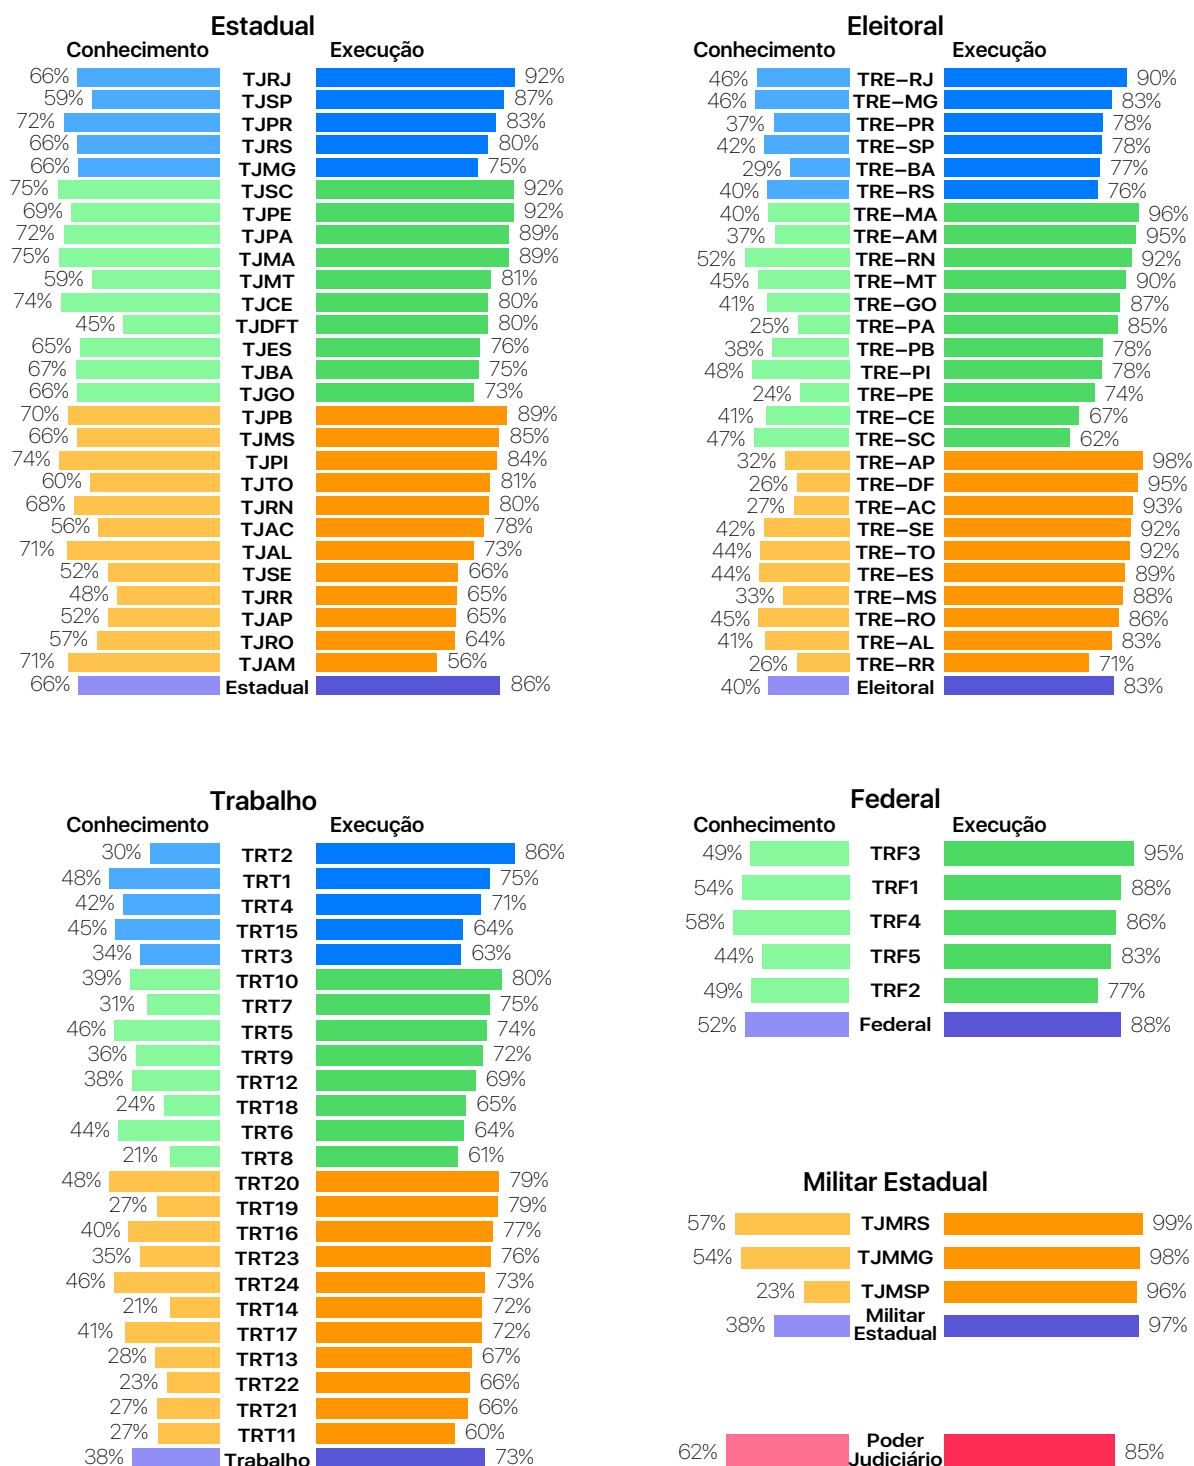 Estadual
Conhecimento Execução
66% TJRJ 92%
59% TJSP 87%
72% TJPR 83%
66% TJRS 80%
66% TJMG 75%
75% TJSC 92%
69% TJPE 92%
72% TJPA 89%
75% TJMA 89%
59% TJMT 81%
74% TJCE 80%
45% TJDFT 80%
65% TJES 76%
67% TJBA 75%
66% TJGO 73%
70% TJPB 89%
66% TJMS 85%
74% TJPI 84%
60% TJTO 81%
68% TJRN 80%
56% TJAC 78%
71% TJAL 73%
52% TJSE 66%
48% TJRR 65%
52% TJAP 65%
57% TJRO 64%
71% TJAM 56%
66% Estadual 86%
Eleitoral
Conhecimento Execução
46% TRE–RJ 90%
46% TRE–MG 83%
37% TRE–PR 78%
42% TRE–SP 78%
29% TRE–BA 77%
40% TRE–RS 76%
40% TRE–MA 96%
37% TRE–AM 95%
52% TRE–RN 92%
45% TRE–MT 90%
41% TRE–GO 87%
25% TRE–PA 85%
38% TRE–PB 78%
48% TRE–PI 78%
24% TRE–PE 74%
41% TRE–CE 67%
47% TRE–SC 62%
32% TRE–AP 98%
26% TRE–DF 95%
27% TRE–AC 93%
42% TRE–SE 92%
44% TRE–TO 92%
44% TRE–ES 89%
33% TRE–MS 88%
45% TRE–RO 86%
41% TRE–AL 83%
26% TRE–RR 71%
40% Eleitoral 83%
Trabalho
Conhecimento Execução
30% TRT2 86%
48% TRT1 75%
42% TRT4 71%
45% TRT15 64%
34% TRT3 63%
39% TRT10 80%
31% TRT7 75%
46% TRT5 74%
36% TRT9 72%
38% TRT12 69%
24% TRT18 65%
44% TRT6 64%
21% TRT8 61%
48% TRT20 79%
27% TRT19 79%
40% TRT16 77%
35% TRT23 76%
46% TRT24 73%
21% TRT14 72%
41% TRT17 72%
28% TRT13 67%
23% TRT22 66%
27% TRT21 66%
27% TRT11 60%
38% Trabalho 73%
Federal
Conhecimento Execução
49% TRF3 95%
54% TRF1 88%
58% TRF4 86%
44% TRF5 83%
49% TRF2 77%
52% Federal 88%
Militar Estadual
57% TJMRS 99%
54% TJMMG 98%
23% TJMSP 96%
Militar
38% Estadual 97%
Poder
62% Judiciário 85%